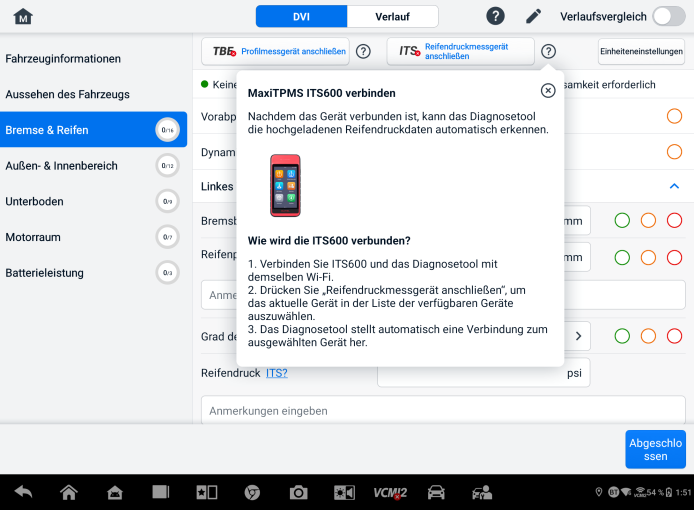 M
DVI
Verlauf
?
Verlaufsvergleich
Fahrzeuginformationen
Aussehen des Fahrzeugs
Bremse & Reifen
0/16
Außen- & Innenbereich
0/12
Unterboden
0/9
Motorraum
0/7
Batterieleistung
0/3
TBE Profilmessgerät anschließen
?
ITS Reifendruckmessgerät
anschließen
?
Einheiteneinstellungen
Keine
samkeit erforderlich
Vorabp
Dynam
Linkes
Bremsb
mm
Reifenp
mm
Anme
Grad de
Reifendruck ITS?
psi
Anmerkungen eingeben
MaxiTPMS ITS600 verbinden
Nachdem das Gerät verbunden ist, kann das Diagnosetool
die hochgeladenen Reifendruckdaten automatisch erkennen.
Wie wird die ITS600 verbunden?
1. Verbinden Sie ITS600 und das Diagnosetool mit
demselben Wi-Fi.
2. Drücken Sie „Reifendruckmessgerät anschließen“, um
das aktuelle Gerät in der Liste der verfügbaren Geräte
auszuwählen.
3. Das Diagnosetool stellt automatisch eine Verbindung zum
ausgewählten Gerät her.
Abgeschlo
ssen
VCMI2
BT
VCMI2
54 %
1:51